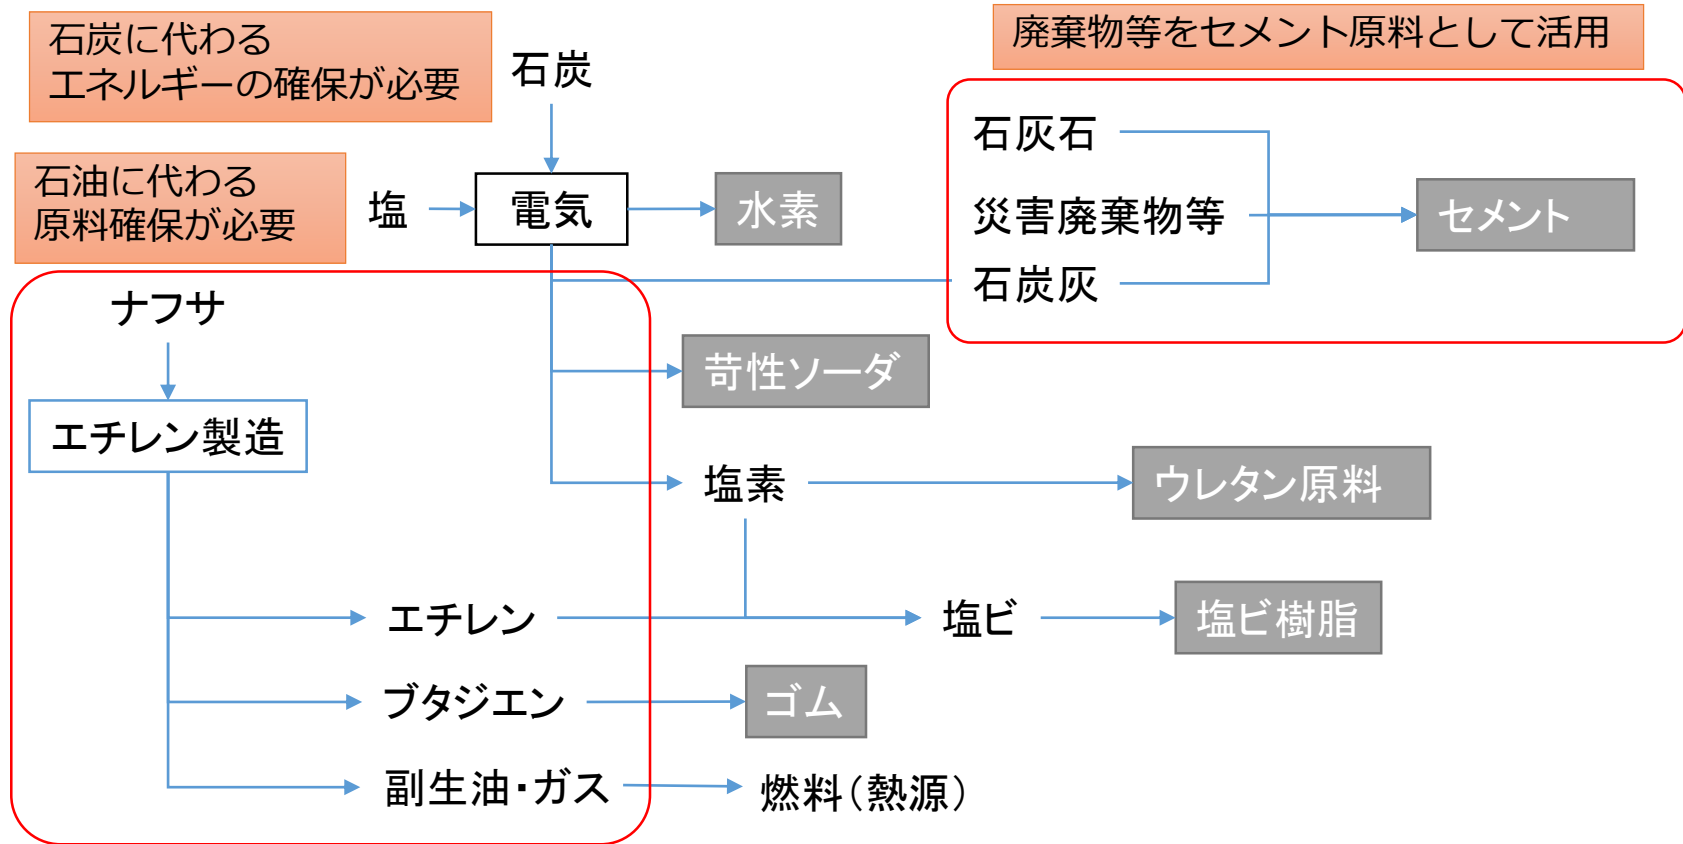 石炭に代わる
エネルギーの確保が必要
石炭
廃棄物等をセメント原料として活用
石油に代わる
原料確保が必要
塩
電気
水素
石灰石
災害廃棄物等
石炭灰
セメント
ナフサ
エチレン製造
苛性ソーダ
塩素
ウレタン原料
エチレン
塩ビ
塩ビ樹脂
ブタジエン
ゴム
副生油・ガス
燃料(熱源)